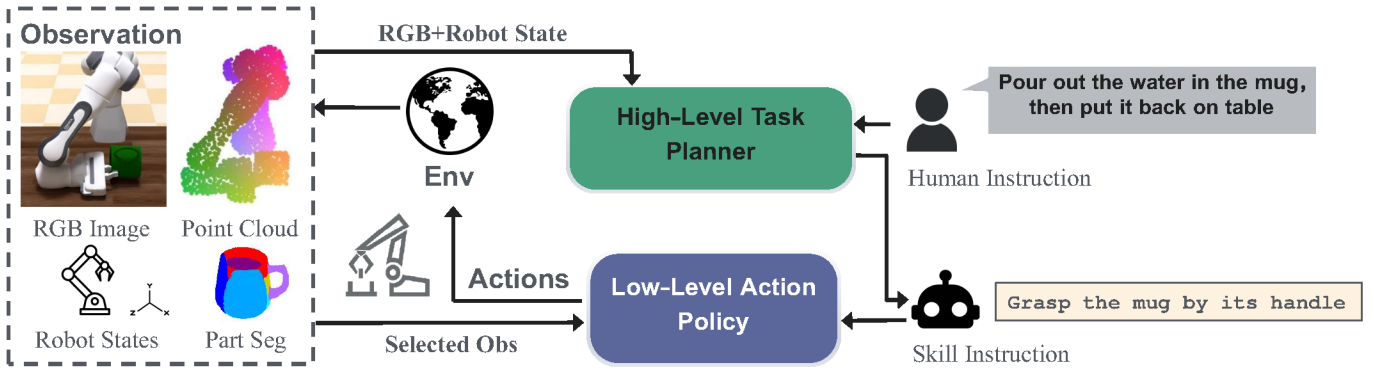 Observation
RGB Image
Point Cloud
Robot States
Z
Y
X
Part Seg
RGB+Robot State
Env
Actions
Selected Obs
High-Level Task
Planner
Low-Level Action
Policy
Pour out the water in the mug,
then put it back on table
Human Instruction
Grasp the mug by its handle
Skill Instruction